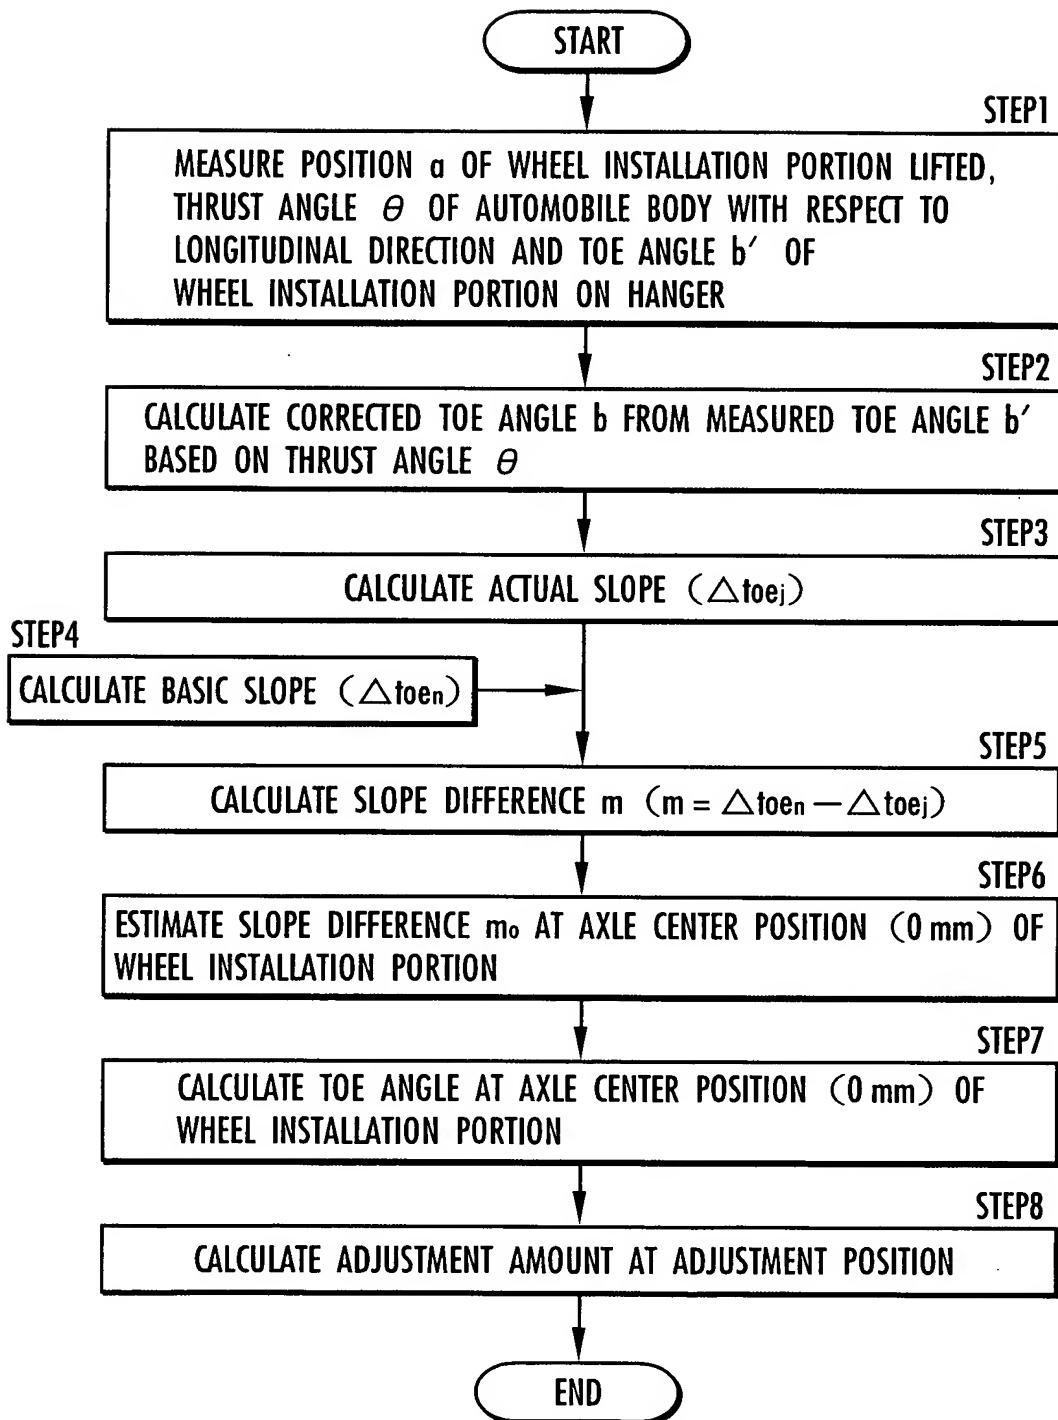 START
STEP1
MEASURE POSITION a OF WHEEL INSTALLATION PORTION LIFTED,
THRUST ANGLE θ OF AUTOMOBILE BODY WITH RESPECT TO
LONGITUDINAL DIRECTION AND TOE ANGLE b′ OF
WHEEL INSTALLATION PORTION ON HANGER
STEP2
CALCULATE CORRECTED TOE ANGLE b FROM MEASURED TOE ANGLE b′
BASED ON THRUST ANGLE θ
STEP3
CALCULATE ACTUAL SLOPE (△toej)
STEP4
CALCULATE BASIC SLOPE (△toen)
STEP5
CALCULATE SLOPE DIFFERENCE m (m = △toen − △toej)
STEP6
ESTIMATE SLOPE DIFFERENCE m₀ AT AXLE CENTER POSITION (0 mm) OF
WHEEL INSTALLATION PORTION
STEP7
CALCULATE TOE ANGLE AT AXLE CENTER POSITION (0 mm) OF
WHEEL INSTALLATION PORTION
STEP8
CALCULATE ADJUSTMENT AMOUNT AT ADJUSTMENT POSITION
END